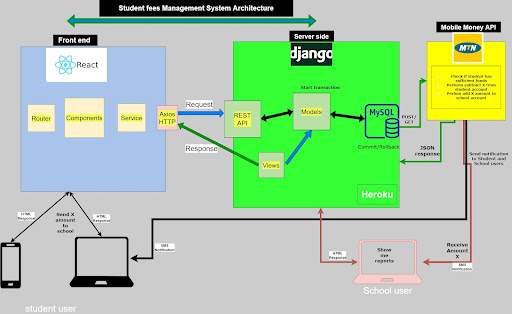 Student fees Management System Architecture
Front end
Server side
Mobile Money API
React
django
MTN
Check if student has
sufficient funds
Perform subtract X from
student account
Perform add X amount to
school account
Start transaction
Router
Components
Service
Axios
HTTP
Request
Response
REST
API
Models
Views
MySQL
Commit/Rollback
POST/
GET
JSON
response
Send notification
to Student and
School users
Heroku
HTML
Response
Send X
amount
to
school
HTML
Response
SMS
Notification
HTML
Response
Show
me
reports
Receive
Amount
X
SMS
Notification
School user
student user